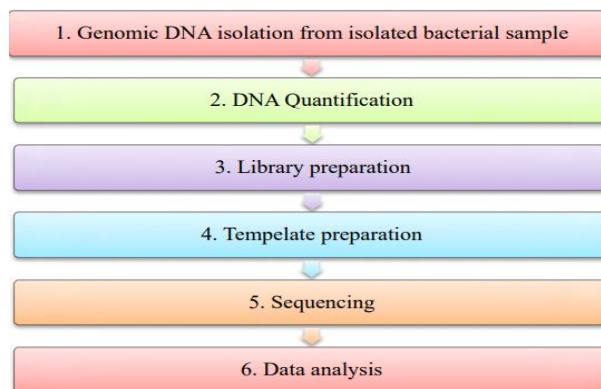 1. Genomic DNA isolation from isolated bacterial sample
2. DNA Quantification
3. Library preparation
4. Tempelate preparation
5. Sequencing
6. Data analysis